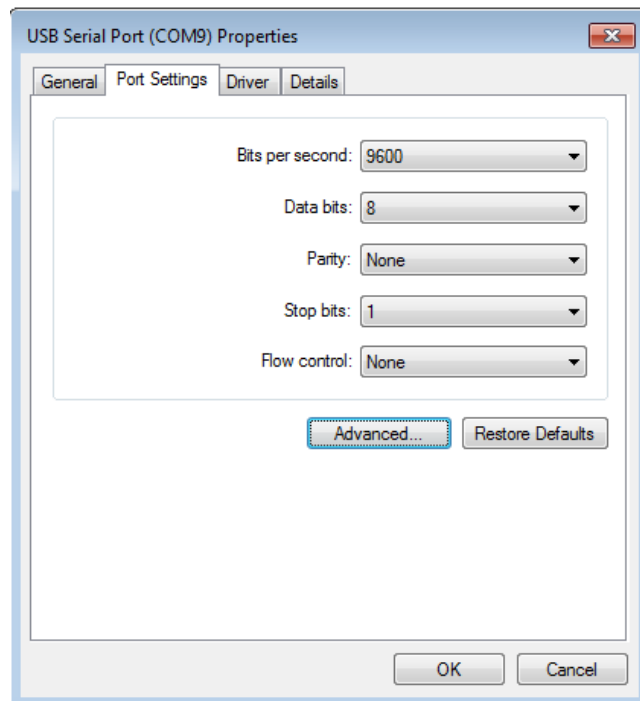 USB Serial Port (COM9) Properties
General Port Settings Driver Details
Bits per second: 9600
Data bits: 8
Parity: None
Stop bits: 1
Flow control: None
Advanced... Restore Defaults
OK Cancel